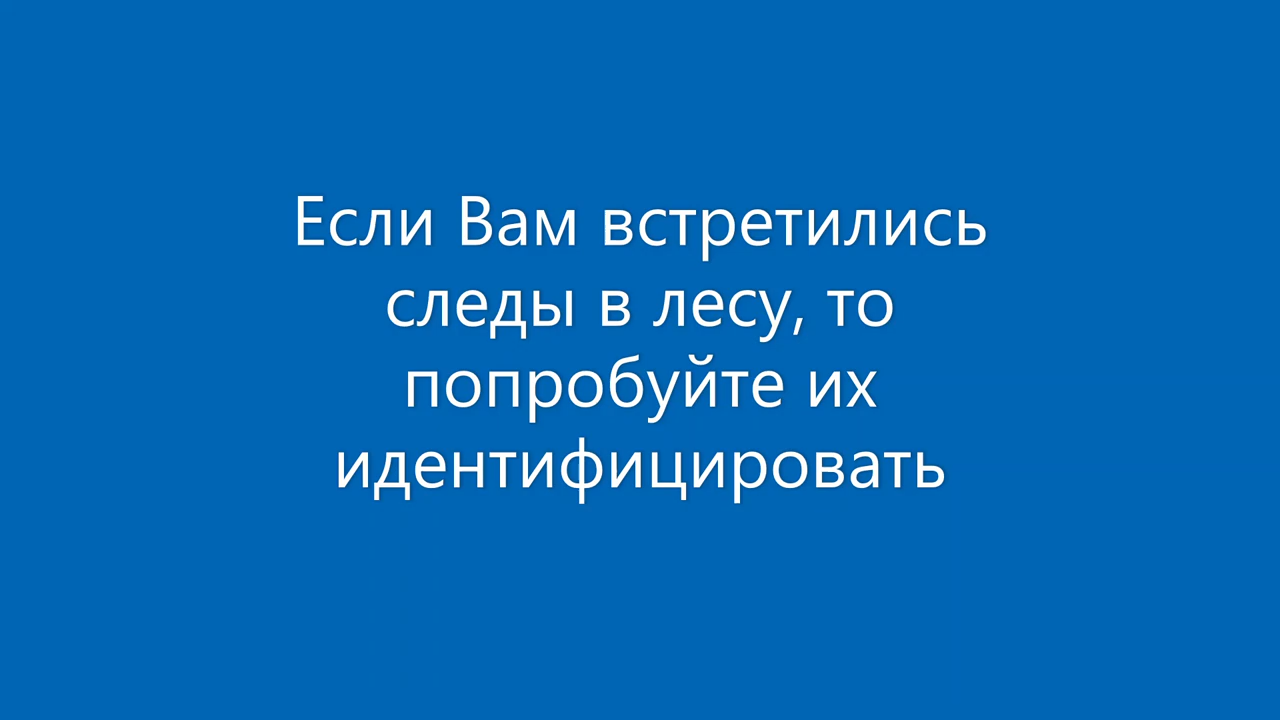 Если Вам встретились
следы в лесу, то
попробуйте их
идентифицировать